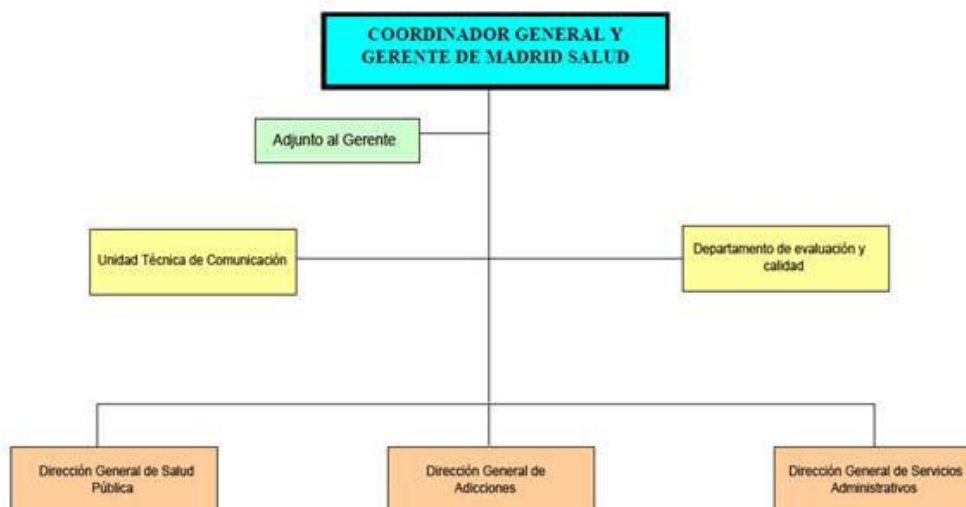 COORDINADOR GENERAL Y
GERENTE DE MADRID SALUD
Adjunto al Gerente
Unidad Técnica de Comunicación
Departamento de evaluación y
calidad
Dirección General de Salud
Pública
Dirección General de
Adicciones
Dirección General de Servicios
Administrativos